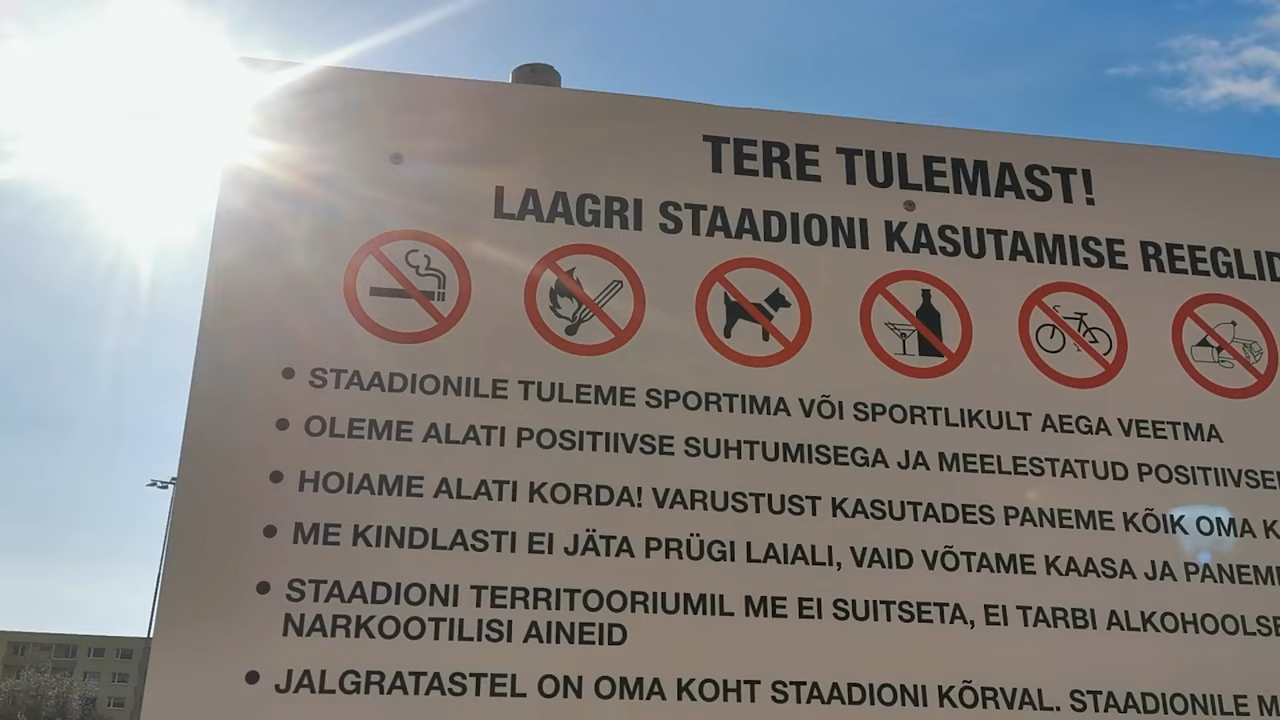 TERE TULEMAST!
LAAGRI STAADIONI KASUTAMISE REEGLID
• STAADIONILE TULEME SPORTIMA VÕI SPORTLIKULT AEGA VEETMA
• OLEME ALATI POSITIIVSE SUHTUMISEGA JA MEELESTATUD
• HOIAME ALATI KORDA! VARUSTUST KASUTADES PANEME KÕIK OMA
• ME KINDLASTI EI JÄTA PRÜGI LAIALI, VAID VÕTAME KAASA JA
• STAADIONI TERRITOORIUMIL ME EI SUITSETA, EI TARBI
NARKOOTILISI AINEID
• JALGRATASTEL ON OMA KOHT STAADIONI KÕRVAL. STAADIONILE